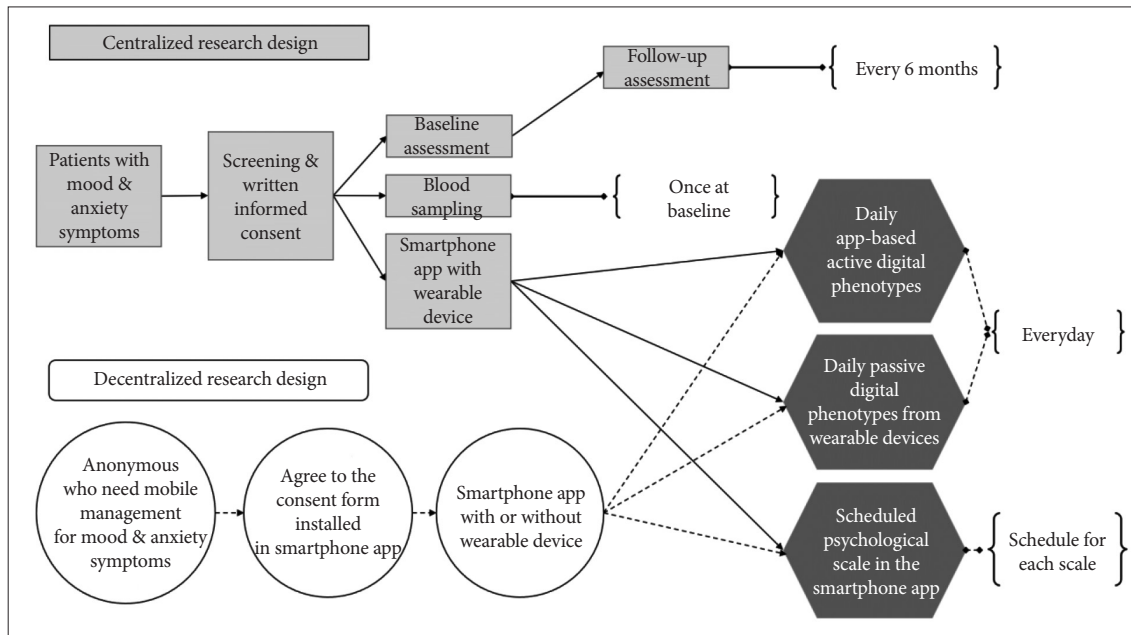 Centralized research design
Follow-up
assessment
Every 6 months
Baseline
assessment
Patients with
mood &
anxiety
symptoms
Screening &
written
informed
consent
Blood
sampling
Once at
baseline
Smartphone
app with
wearable
device
Daily
app-based
active digital
phenotypes
Everyday
Daily passive
digital
phenotypes from
wearable devices
Decentralized research design
Anonymous
who need mobile
management
for mood & anxiety
symptoms
Agree to the
consent form
installed
in smartphone app
Smartphone app
with or without
wearable device
Scheduled
psychological
scale in the
smartphone app
Schedule for
each scale